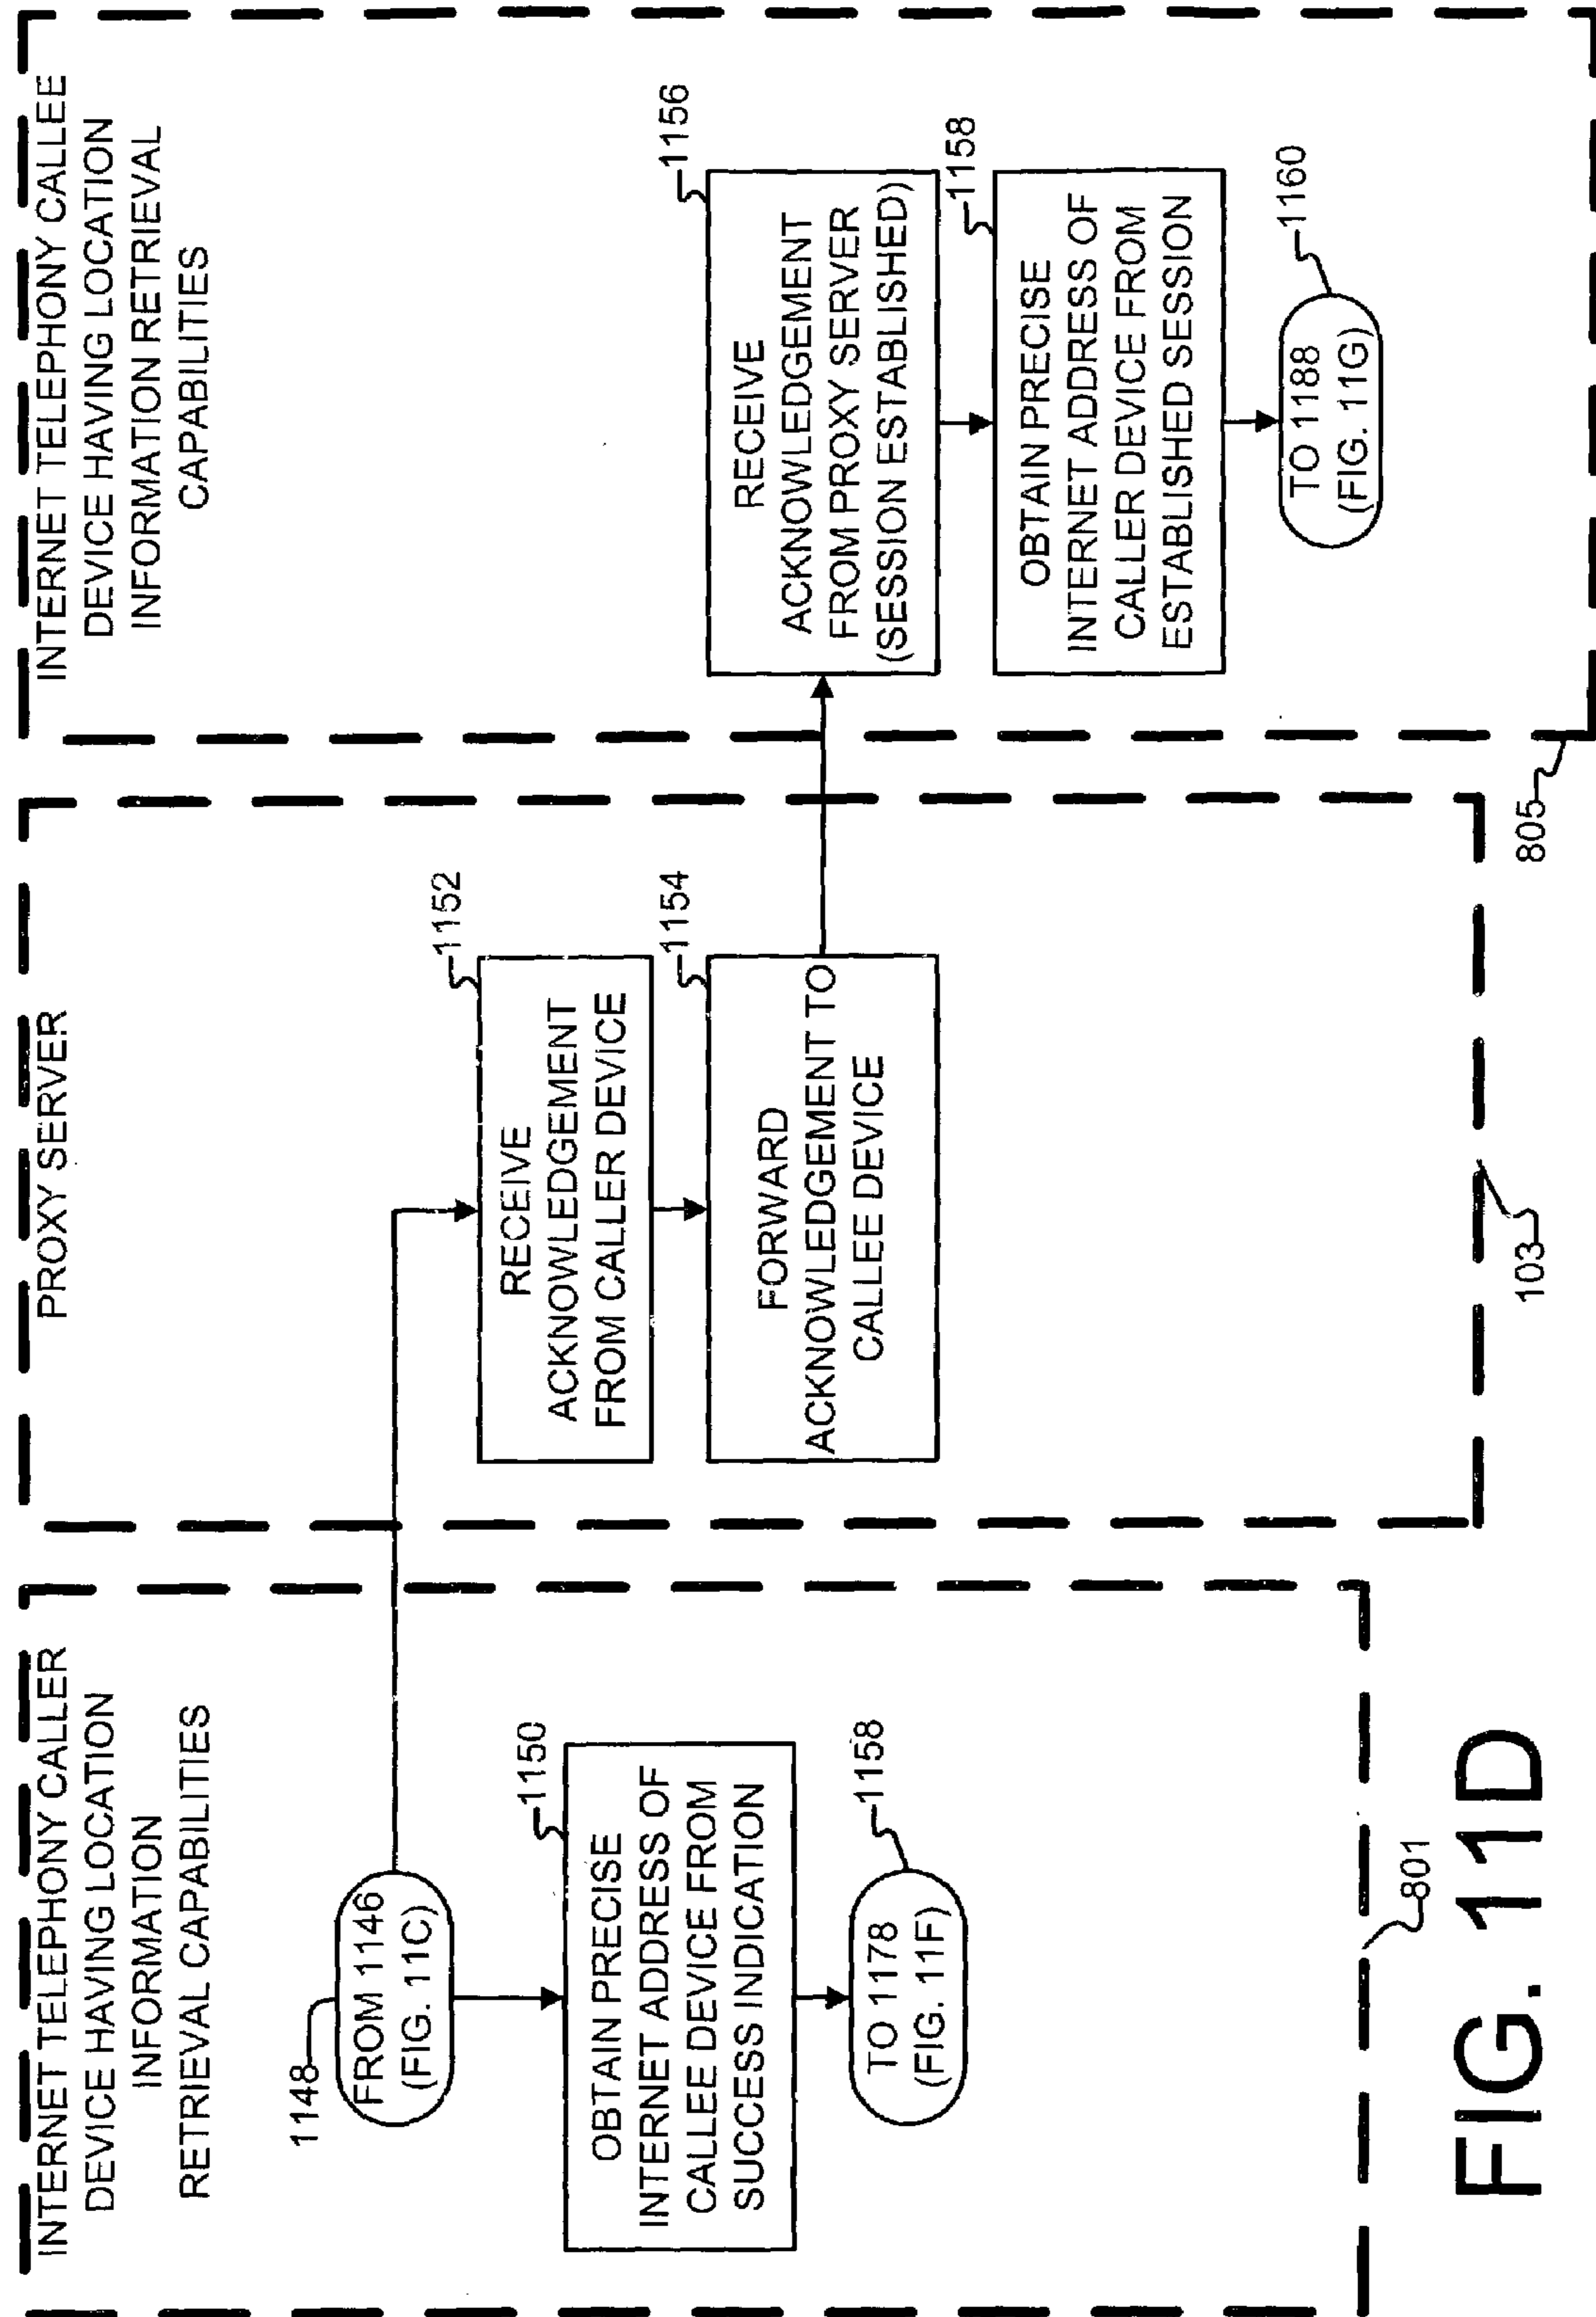 INTERNET TELEPHONY CALLER
DEVICE HAVING LOCATION
INFORMATION
RETRIEVAL CAPABILITIES
1148
FROM 1146
(FIG. 11C)
1150
OBTAIN PRECISE
INTERNET ADDRESS OF
CALLEE DEVICE FROM
SUCCESS INDICATION
1158
TO 1178
(FIG. 11F)
801
PROXY SERVER
1152
RECEIVE
ACKNOWLEDGEMENT
FROM CALLER DEVICE
1154
FORWARD
ACKNOWLEDGEMENT TO
CALLEE DEVICE
103
INTERNET TELEPHONY CALLEE
DEVICE HAVING LOCATION
INFORMATION RETRIEVAL
CAPABILITIES
1156
RECEIVE
ACKNOWLEDGEMENT
FROM PROXY SERVER
(SESSION ESTABLISHED)
1158
OBTAIN PRECISE
INTERNET ADDRESS OF
CALLER DEVICE FROM
ESTABLISHED SESSION
1160
TO 1188
(FIG. 11G)
805
FIG. 11D